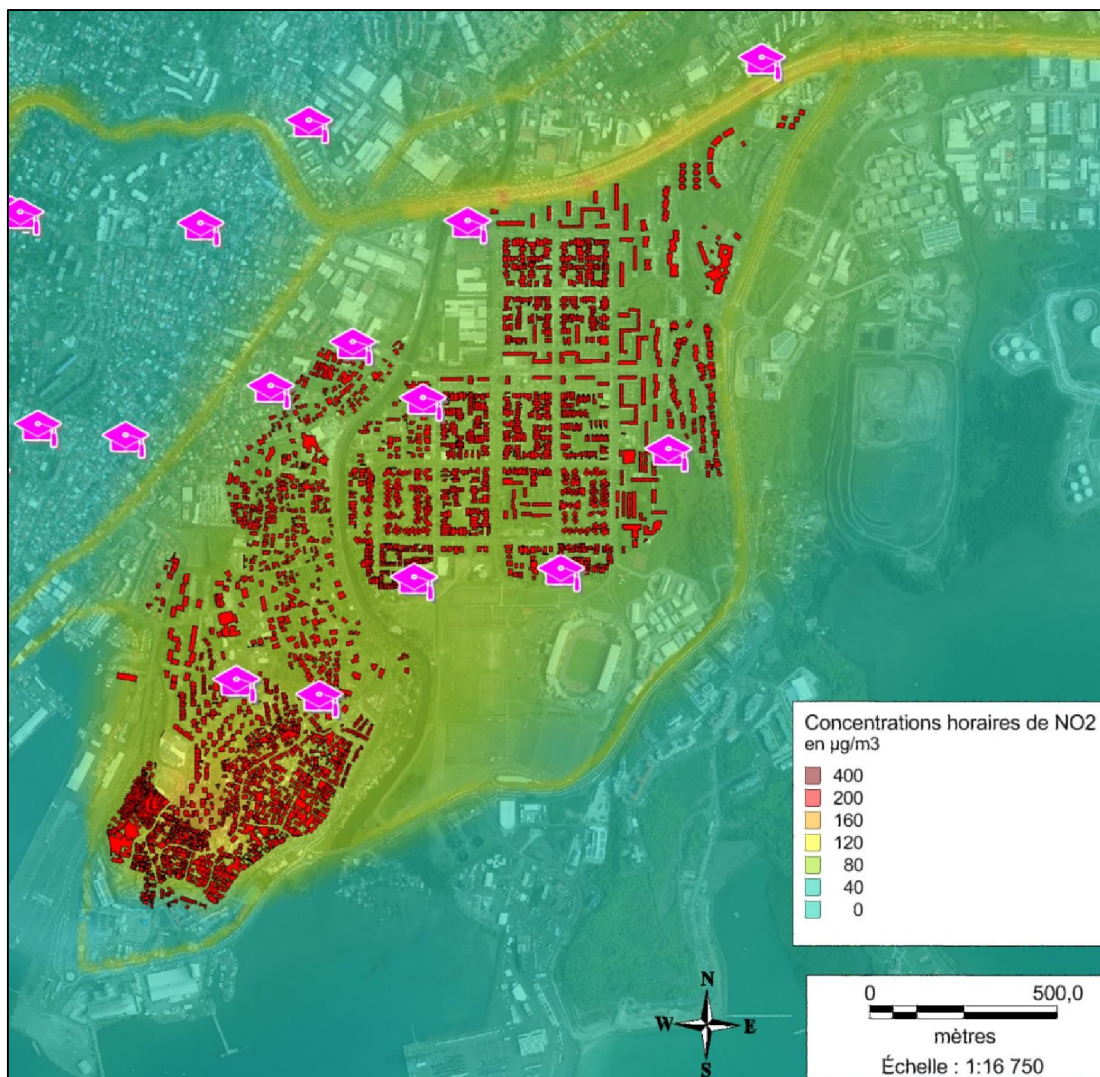 Concentrations horaires de NO2
en µg/m3
400
200
160
120
80
40
0
N
W E
S
0 500,0
mètres
Échelle : 1:16 750